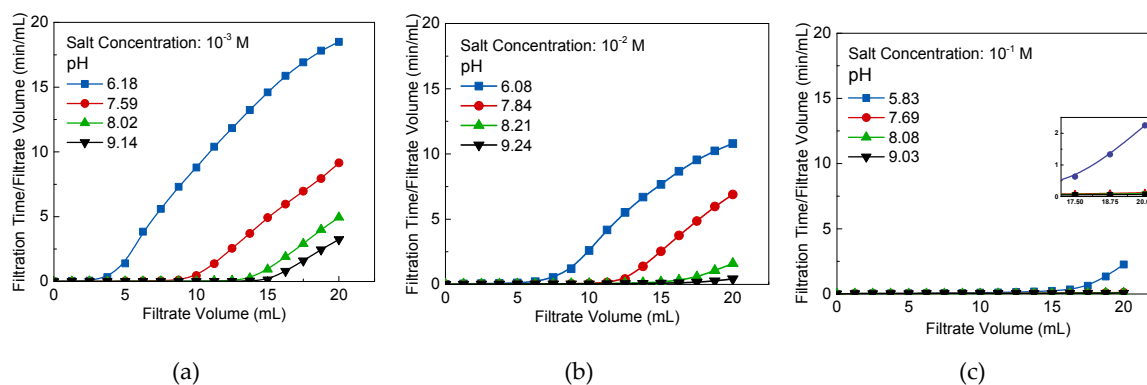 20
15
10
5
0
Filtration Time/Filtrate Volume (min/mL)
Salt Concentration: 10⁻³ M
pH
6.18
7.59
8.02
9.14
0 5 10 15 20
Filtrate Volume (mL)
(a)
20
15
10
5
0
Filtration Time/Filtrate Volume (min/mL)
Salt Concentration: 10⁻² M
pH
6.08
7.84
8.21
9.24
0 5 10 15 20
Filtrate Volume (mL)
(b)
20
15
10
5
0
Filtration Time/Filtrate Volume (min/mL)
Salt Concentration: 10⁻¹ M
pH
5.83
7.69
8.08
9.03
2
1
0
17.50 18.75 20.0
0 5 10 15 20
Filtrate Volume (mL)
(c)